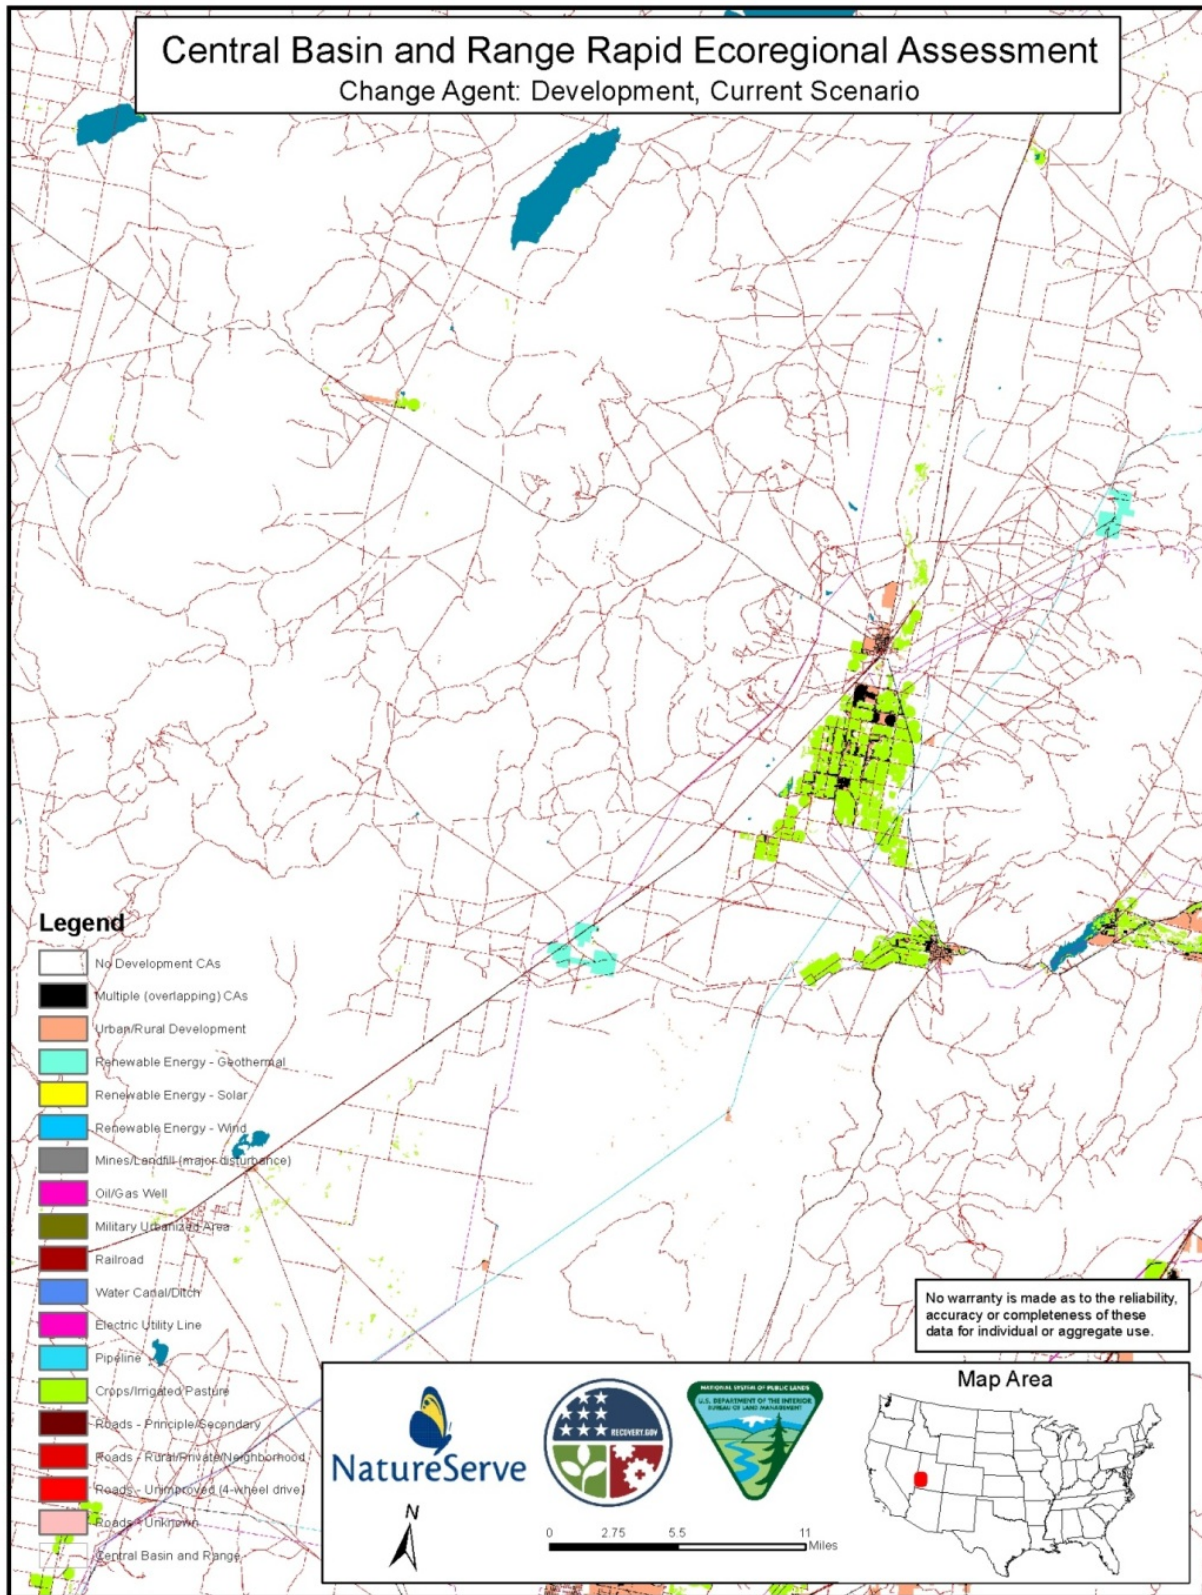 Central Basin and Range Rapid Ecoregional Assessment
Change Agent: Development, Current Scenario
Legend
No Development CAs
Multiple (overlapping) CAs
Urban/Rural Development
Renewable Energy - Geothermal
Renewable Energy - Solar
Renewable Energy - Wind
Mines/Landfill (major disturbance)
Oil/Gas Well
Military Urbanized Area
Railroad
Water Canal/Ditch
Electric Utility Line
Pipeline
Crops/Irrigated Pasture
Roads - Principle/Secondary
Roads - Rural/Private/Neighborhood
Roads - Unimproved (4-wheel drive)
Roads - Unknown
Central Basin and Range
No warranty is made as to the reliability,
accuracy or completeness of these
data for individual or aggregate use.
NatureServe
N
RECOVERY.GOV
NATIONAL SYSTEM OF PUBLIC LANDS
U.S. DEPARTMENT OF THE INTERIOR
BUREAU OF LAND MANAGEMENT
0 2.75 5.5 11
Miles
Map Area